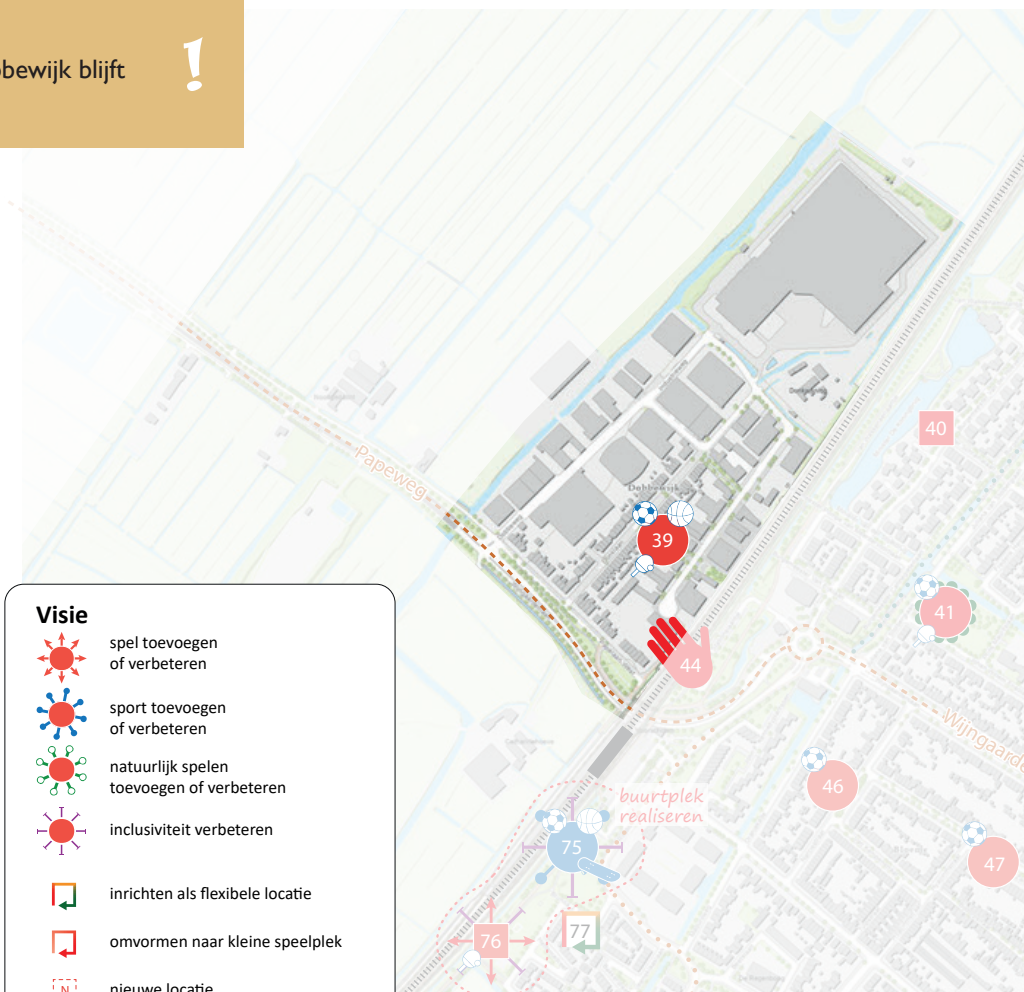 bbewijk blijft
!
Papeweg
Dobbewijk
39
40
41
44
Wijngaarde
46
buurtplek
realiseren
75
47
76
77
Visie
spel toevoegen
of verbeteren
sport toevoegen
of verbeteren
natuurlijk spelen
toevoegen of verbeteren
inclusiviteit verbeteren
inrichten als flexibele locatie
omvormen naar kleine speelplek
N
nieuwe locatie